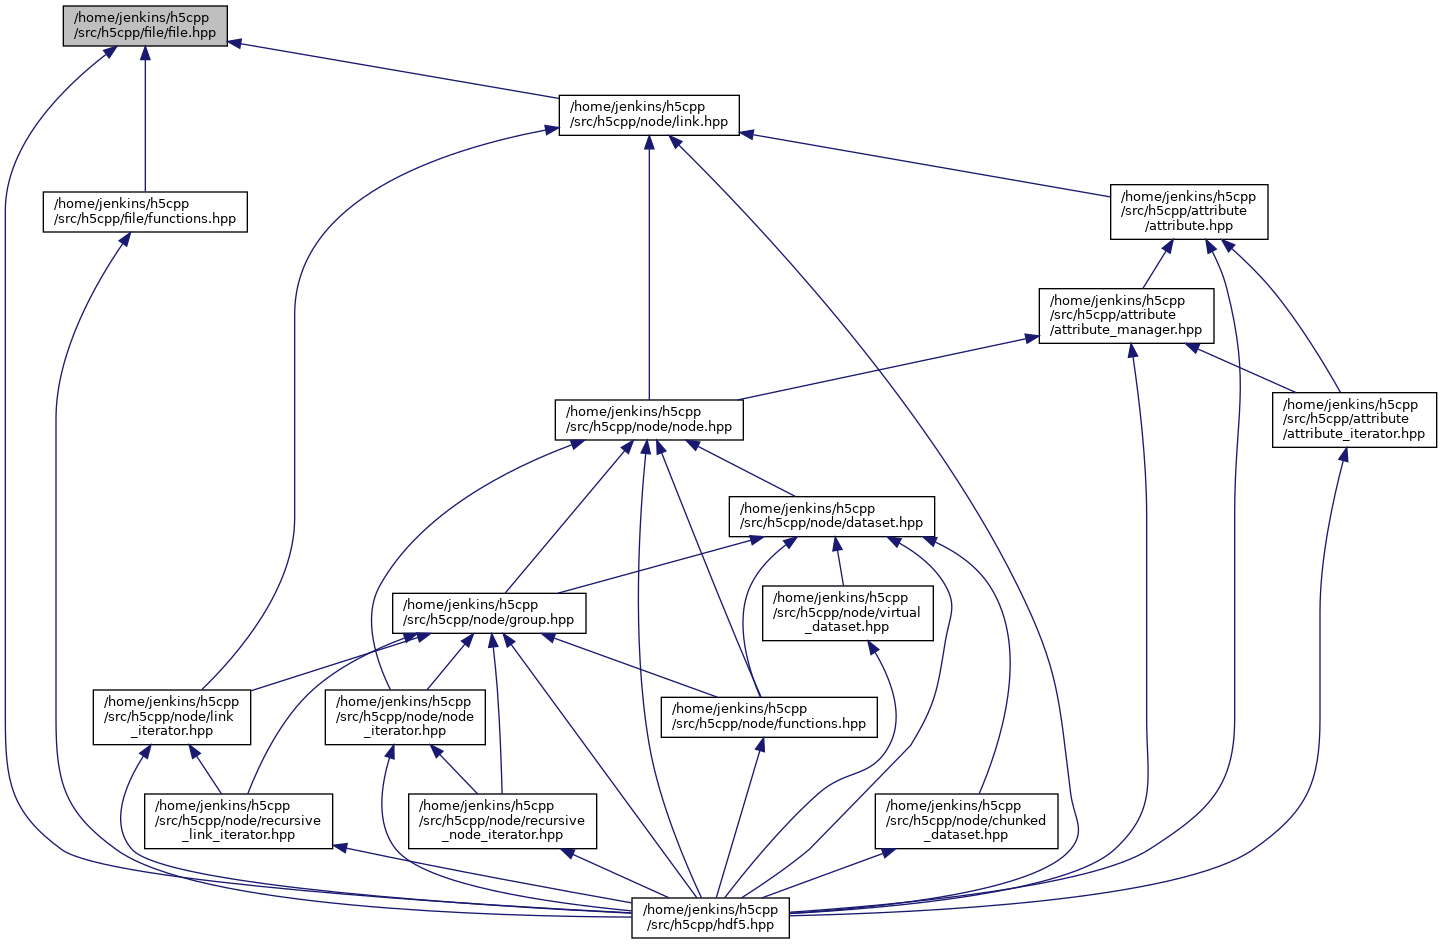 /home/jenkins/h5cpp
/src/h5cpp/file/file.hpp
/home/jenkins/h5cpp
/src/h5cpp/node/link.hpp
/home/jenkins/h5cpp
/src/h5cpp/file/functions.hpp
/home/jenkins/h5cpp
/src/h5cpp/attribute
/attribute.hpp
/home/jenkins/h5cpp
/src/h5cpp/attribute
/attribute_manager.hpp
/home/jenkins/h5cpp
/src/h5cpp/node/node.hpp
/home/jenkins/h5cpp
/src/h5cpp/attribute
/attribute_iterator.hpp
/home/jenkins/h5cpp
/src/h5cpp/node/dataset.hpp
/home/jenkins/h5cpp
/src/h5cpp/node/group.hpp
/home/jenkins/h5cpp
/src/h5cpp/node/virtual
_dataset.hpp
/home/jenkins/h5cpp
/src/h5cpp/node/link
_iterator.hpp
/home/jenkins/h5cpp
/src/h5cpp/node/node
_iterator.hpp
/home/jenkins/h5cpp
/src/h5cpp/node/functions.hpp
/home/jenkins/h5cpp
/src/h5cpp/node/recursive
_link_iterator.hpp
/home/jenkins/h5cpp
/src/h5cpp/node/recursive
_node_iterator.hpp
/home/jenkins/h5cpp
/src/h5cpp/node/chunked
_dataset.hpp
/home/jenkins/h5cpp
/src/h5cpp/hdf5.hpp